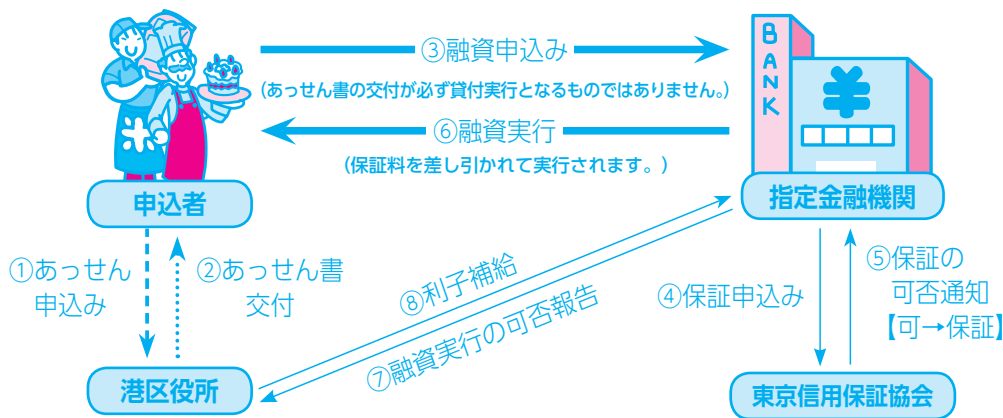 ③融資申込み
(あっせん書の交付が必ず貸付実行となるものではありません。)
⑥融資実行
(保証料を差し引かれて実行されます。)
BANK
¥
申込者
指定金融機関
①あっせん
申込み
②あっせん書
交付
⑧利子補給
⑦融資実行の可否報告
④保証申込み
⑤保証の
可否通知
【可→保証】
港区役所
東京信用保証協会